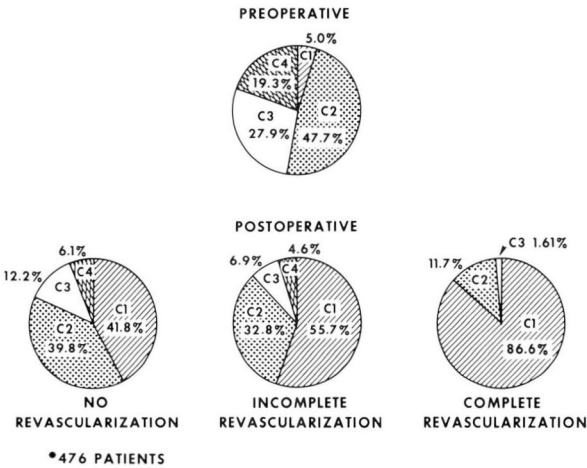 PREOPERATIVE
5.0%
C4
C1
19.3%
C2
C3
27.9%
47.7%
POSTOPERATIVE
6.1%
12.2%
C4
C3
C1
C2
41.8%
39.8%
4.6%
6.9%
C4
C3
C1
C2
55.7%
32.8%
C3 1.61%
11.7%
C2
C1
86.6%
NO
REVASCULARIZATION
INCOMPLETE
REVASCULARIZATION
COMPLETE
REVASCULARIZATION
*476 PATIENTS